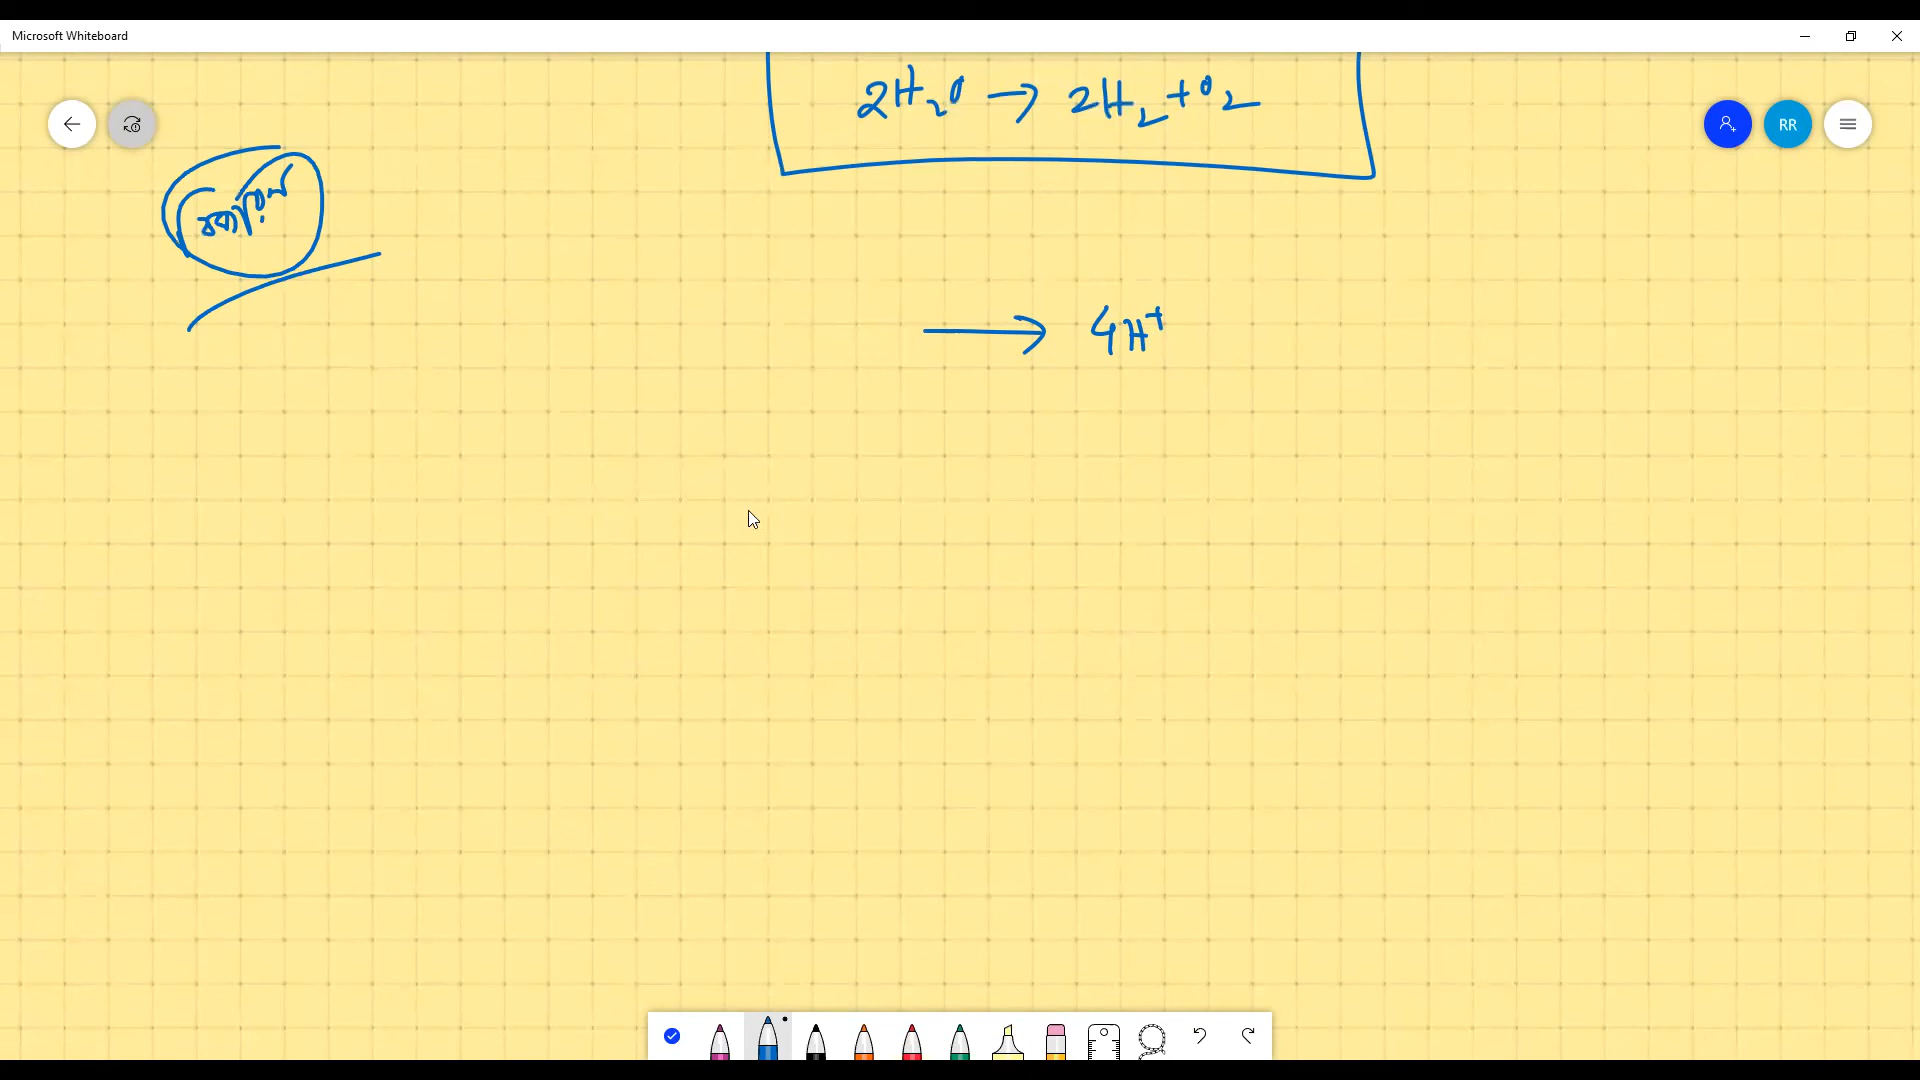 Microsoft Whiteboard
2H₂O → 2H₂ + O₂
RR
→ 4H⁺